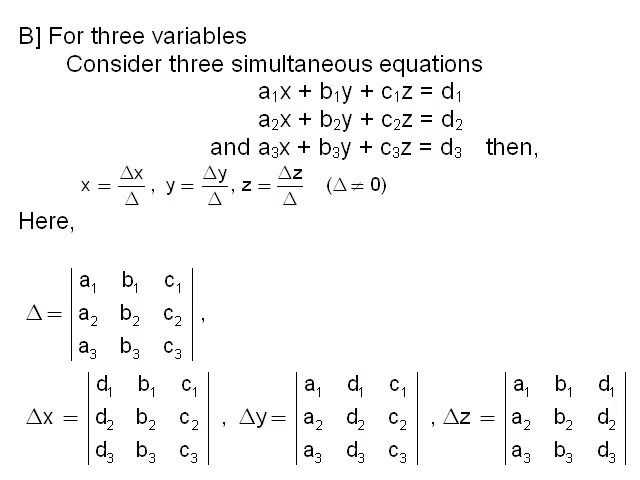 B] For three variables
Consider three simultaneous equations
a₁x + b₁y + c₁z = d₁
a₂x + b₂y + c₂z = d₂
and a₃x + b₃y + c₃z = d₃ then,
x = Δx/Δ , y = Δy/Δ , z = Δz/Δ (Δ ≠ 0)
Here,
Δ = | a₁ b₁ c₁ |
| a₂ b₂ c₂ | ,
| a₃ b₃ c₃ |
Δx = | d₁ b₁ c₁ | , Δy = | a₁ d₁ c₁ | , Δz = | a₁ b₁ d₁ |
| d₂ b₂ c₂ | | a₂ d₂ c₂ | | a₂ b₂ d₂ |
| d₃ b₃ c₃ | | a₃ d₃ c₃ | | a₃ b₃ d₃ |